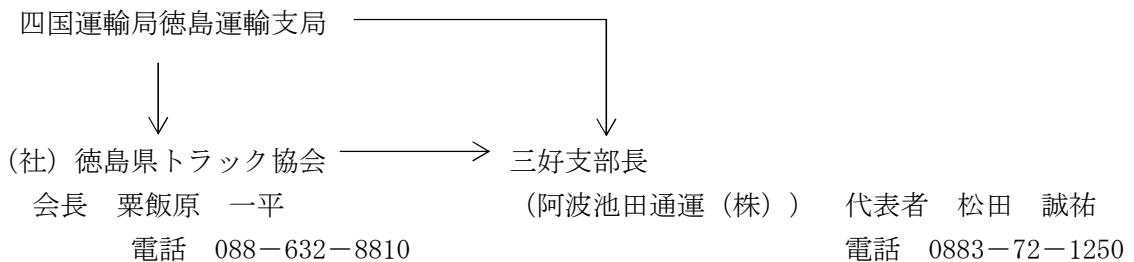 四国運輸局徳島運輸支局
（社）徳島県トラック協会　三好支部長
会長　粟飯原　一平　（阿波池田通運（株））　代表者　松田　誠祐
電話　088－632－8810　電話　0883－72－1250